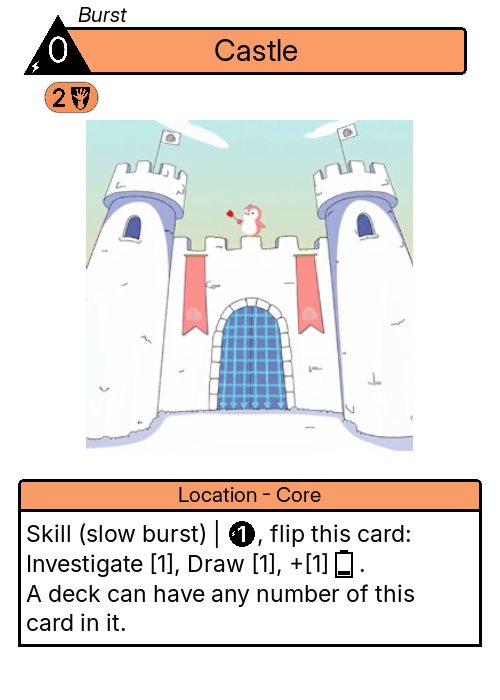 Burst
0
Castle
2
Location - Core
Skill (slow burst) | 1, flip this card:
Investigate [1], Draw [1], +[1] .
A deck can have any number of this
card in it.